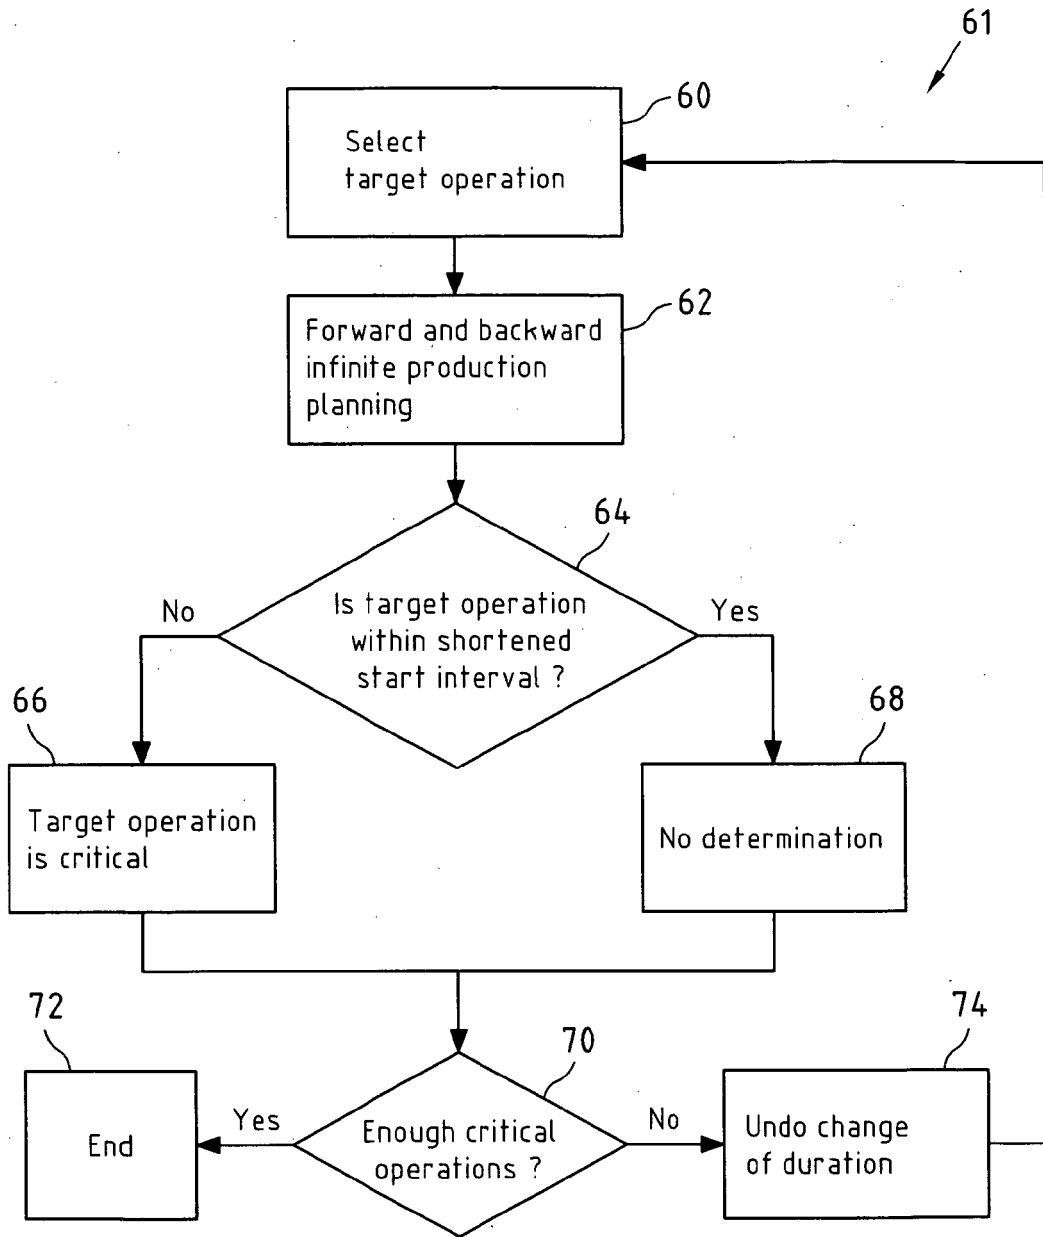 61
60
Select
target operation
62
Forward and backward
infinite production
planning
64
Is target operation
within shortened
start interval ?
No
Yes
66
Target operation
is critical
68
No determination
70
Enough critical
operations ?
Yes
No
72
End
74
Undo change
of duration